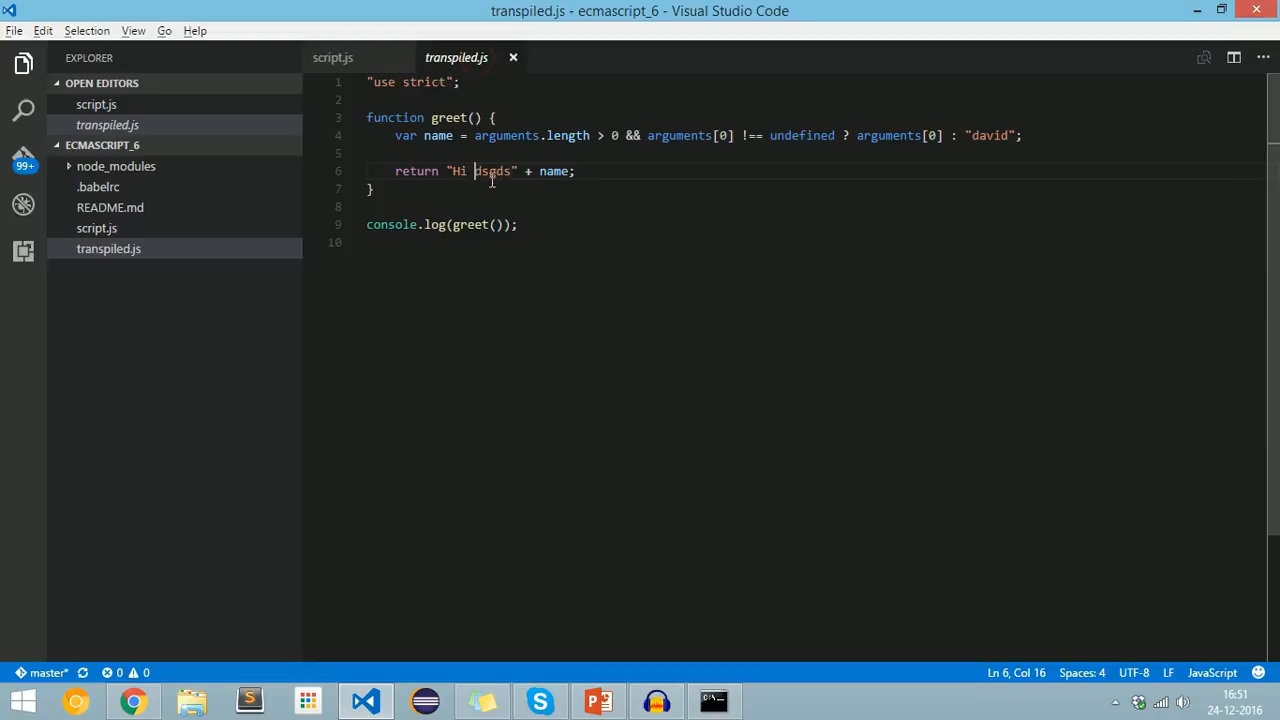 transpiled.js - ecmascript_6 - Visual Studio Code
File Edit Selection View Go Help
EXPLORER
OPEN EDITORS
script.js
transpiled.js
ECMASCRIPT_6
node_modules
.babelrc
README.md
script.js
transpiled.js
99+
script.js transpiled.js
1 "use strict";
2
3 function greet() {
4 var name = arguments.length > 0 && arguments[0] !== undefined ? arguments[0] : "david";
5
6 return "Hi dsgds" + name;
7 }
8
9 console.log(greet());
10
master* 0 0 Ln 6, Col 16 Spaces: 4 UTF-8 LF JavaScript
16:51
24-12-2016